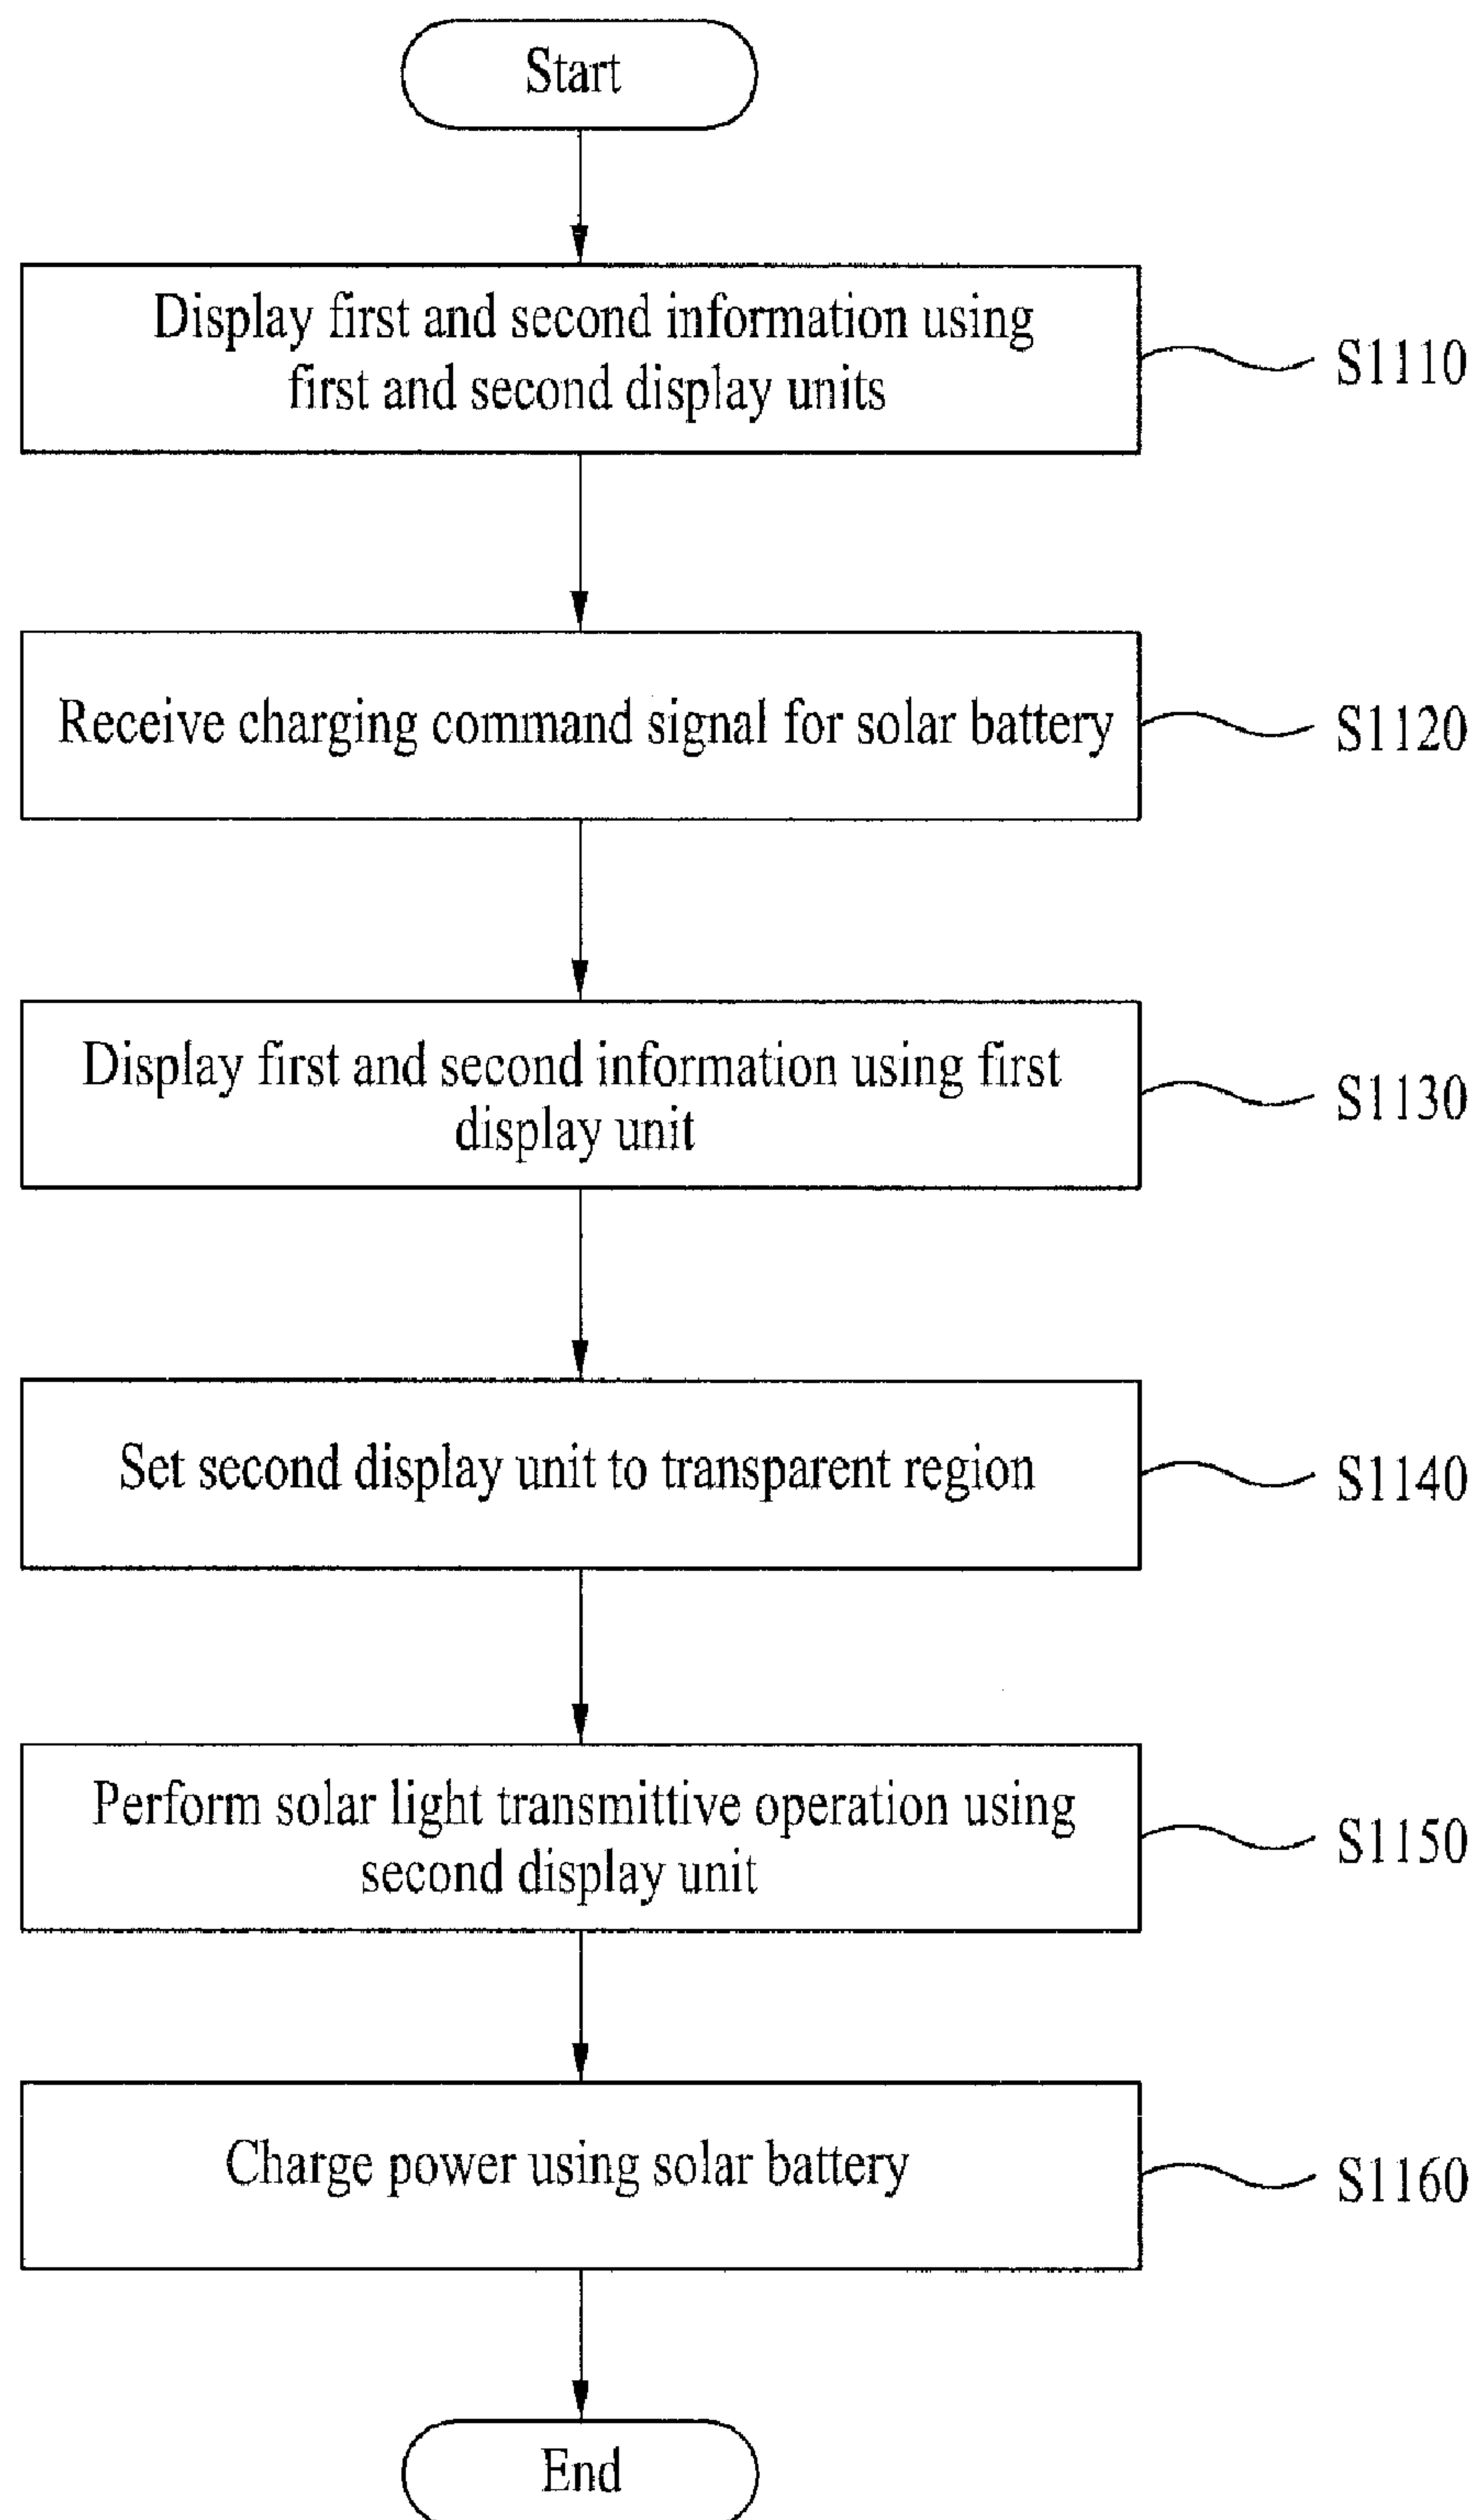 Start
Display first and second information using
first and second display units
S1110
Receive charging command signal for solar battery
S1120
Display first and second information using first
display unit
S1130
Set second display unit to transparent region
S1140
Perform solar light transmittive operation using
second display unit
S1150
Charge power using solar battery
S1160
End